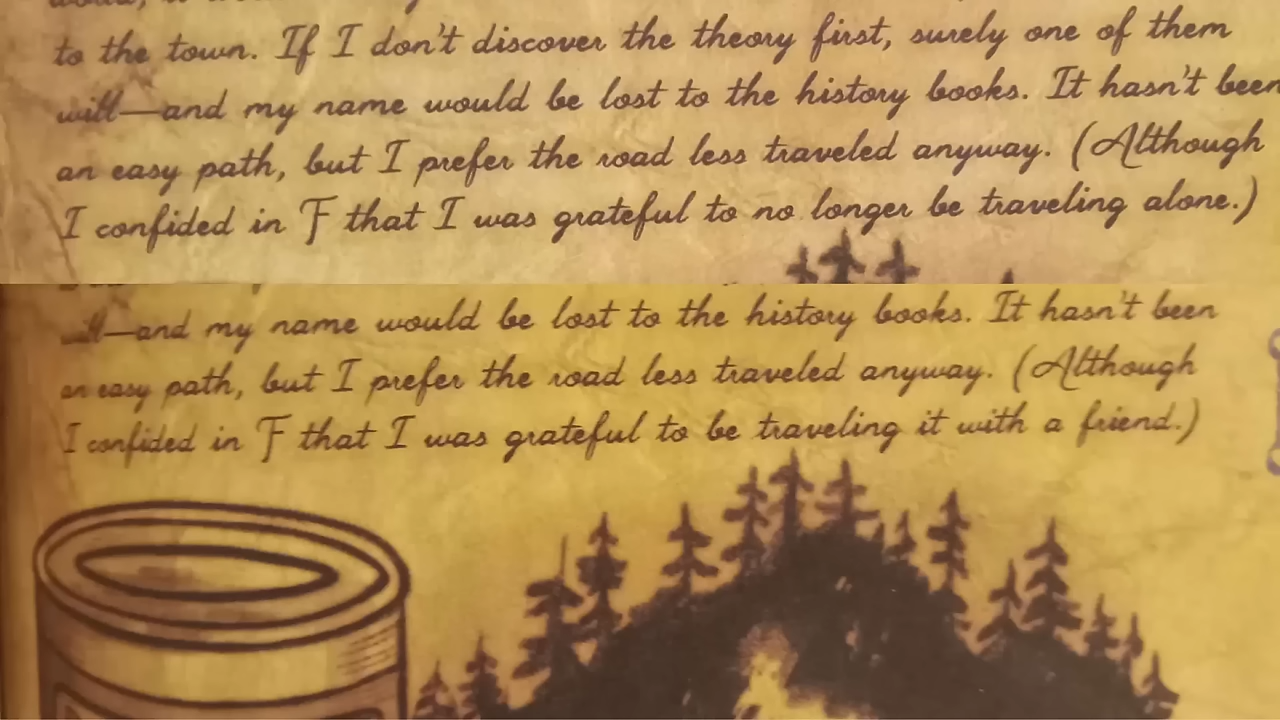 to the town. If I don't discover the theory first, surely one of them
will—and my name would be lost to the history books. It hasn't been
an easy path, but I prefer the road less traveled anyway. (Although
I confided in F that I was grateful to no longer be traveling alone.)
will—and my name would be lost to the history books. It hasn't been
an easy path, but I prefer the road less traveled anyway. (Although
I confided in F that I was grateful to be traveling it with a friend.)